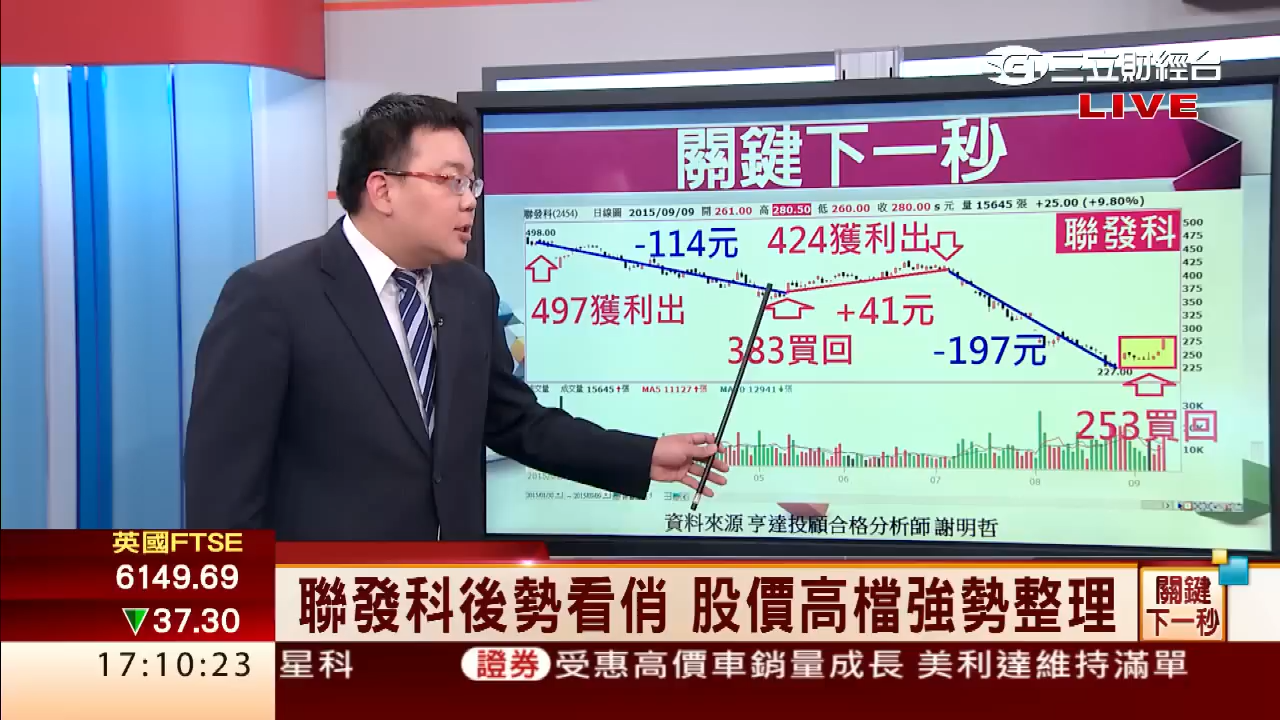 三立財經台
LIVE
關鍵下一秒
聯發科(2454) 日線圖 2015/09/09 開 261.00 高 280.50 低 260.00 收 280.00 s 元 量 15645 張 +25.00 (+9.80%)
聯發科
498.00
-114元
424獲利出
497獲利出
+41元
383買回
-197元
227.00
253買回
500
475
450
425
400
375
350
325
300
275
250
225
成交量 15645↑張 MA5 11127↑張 12941↓張
30K
10K
05
06
07
08
09
資料來源 亨達投顧合格分析師 謝明哲
英國FTSE
6149.69
▼37.30
17:10:23
聯發科後勢看俏 股價高檔強勢整理
關鍵
下一秒
星科 證券 受惠高價車銷量成長 美利達維持滿單